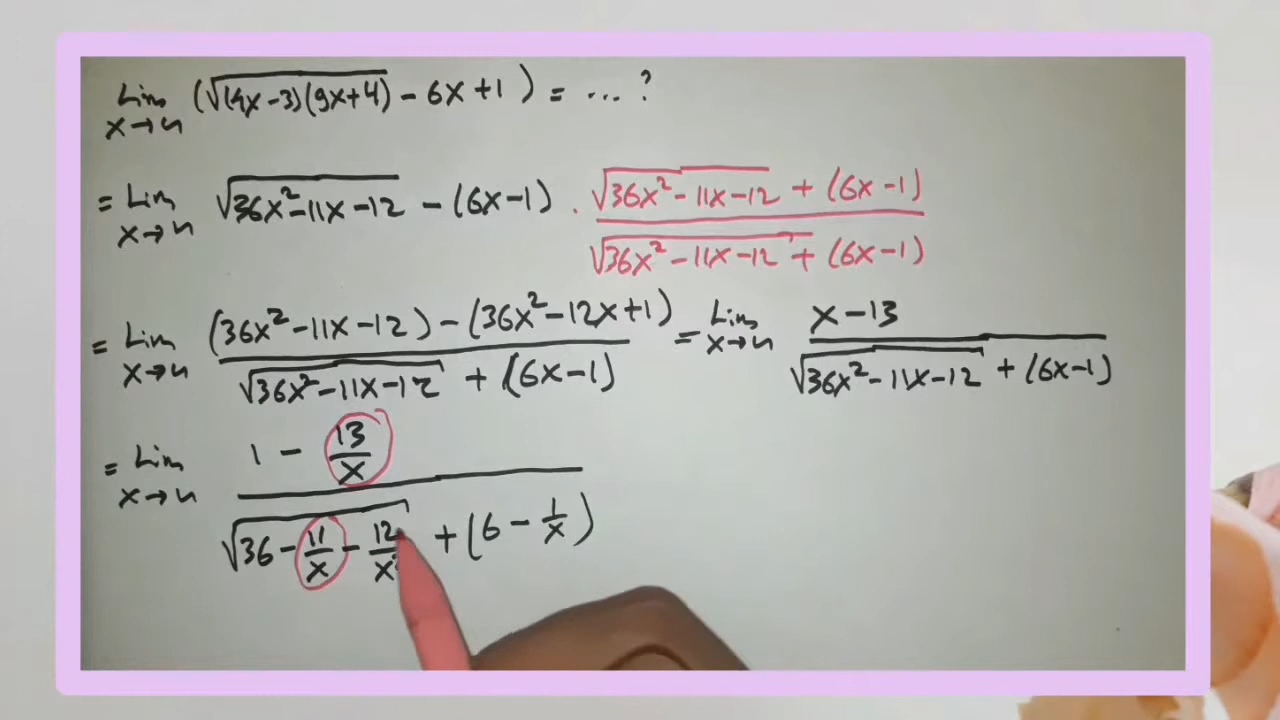 Lim x→~ (√(4x-3)(9x+4) - 6x+1) = ...?
= Lim x→~ √36x²-11x-12 - (6x-1) . √36x²-11x-12 + (6x-1) / √36x²-11x-12 + (6x-1)
= Lim x→~ (36x²-11x-12) - (36x²-12x+1) / √36x²-11x-12 + (6x-1) = Lim x→~ x-13 / √36x²-11x-12 + (6x-1)
= Lim x→~ 1 - 13/x / √36 - 11/x - 12/x² + (6 - 1/x)